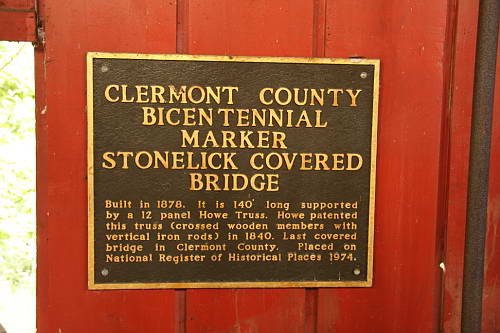 CLERMONT COUNTY
BICENTENNIAL
MARKER
STONELICK COVERED
BRIDGE
Built in 1878. It is 140' long supported
by a 12 panel Howe Truss. Howe patented
this truss (crossed wooden members with
vertical iron rods) in 1840. Last covered
bridge in Clermont County. Placed on
National Register of Historical Places 1974.